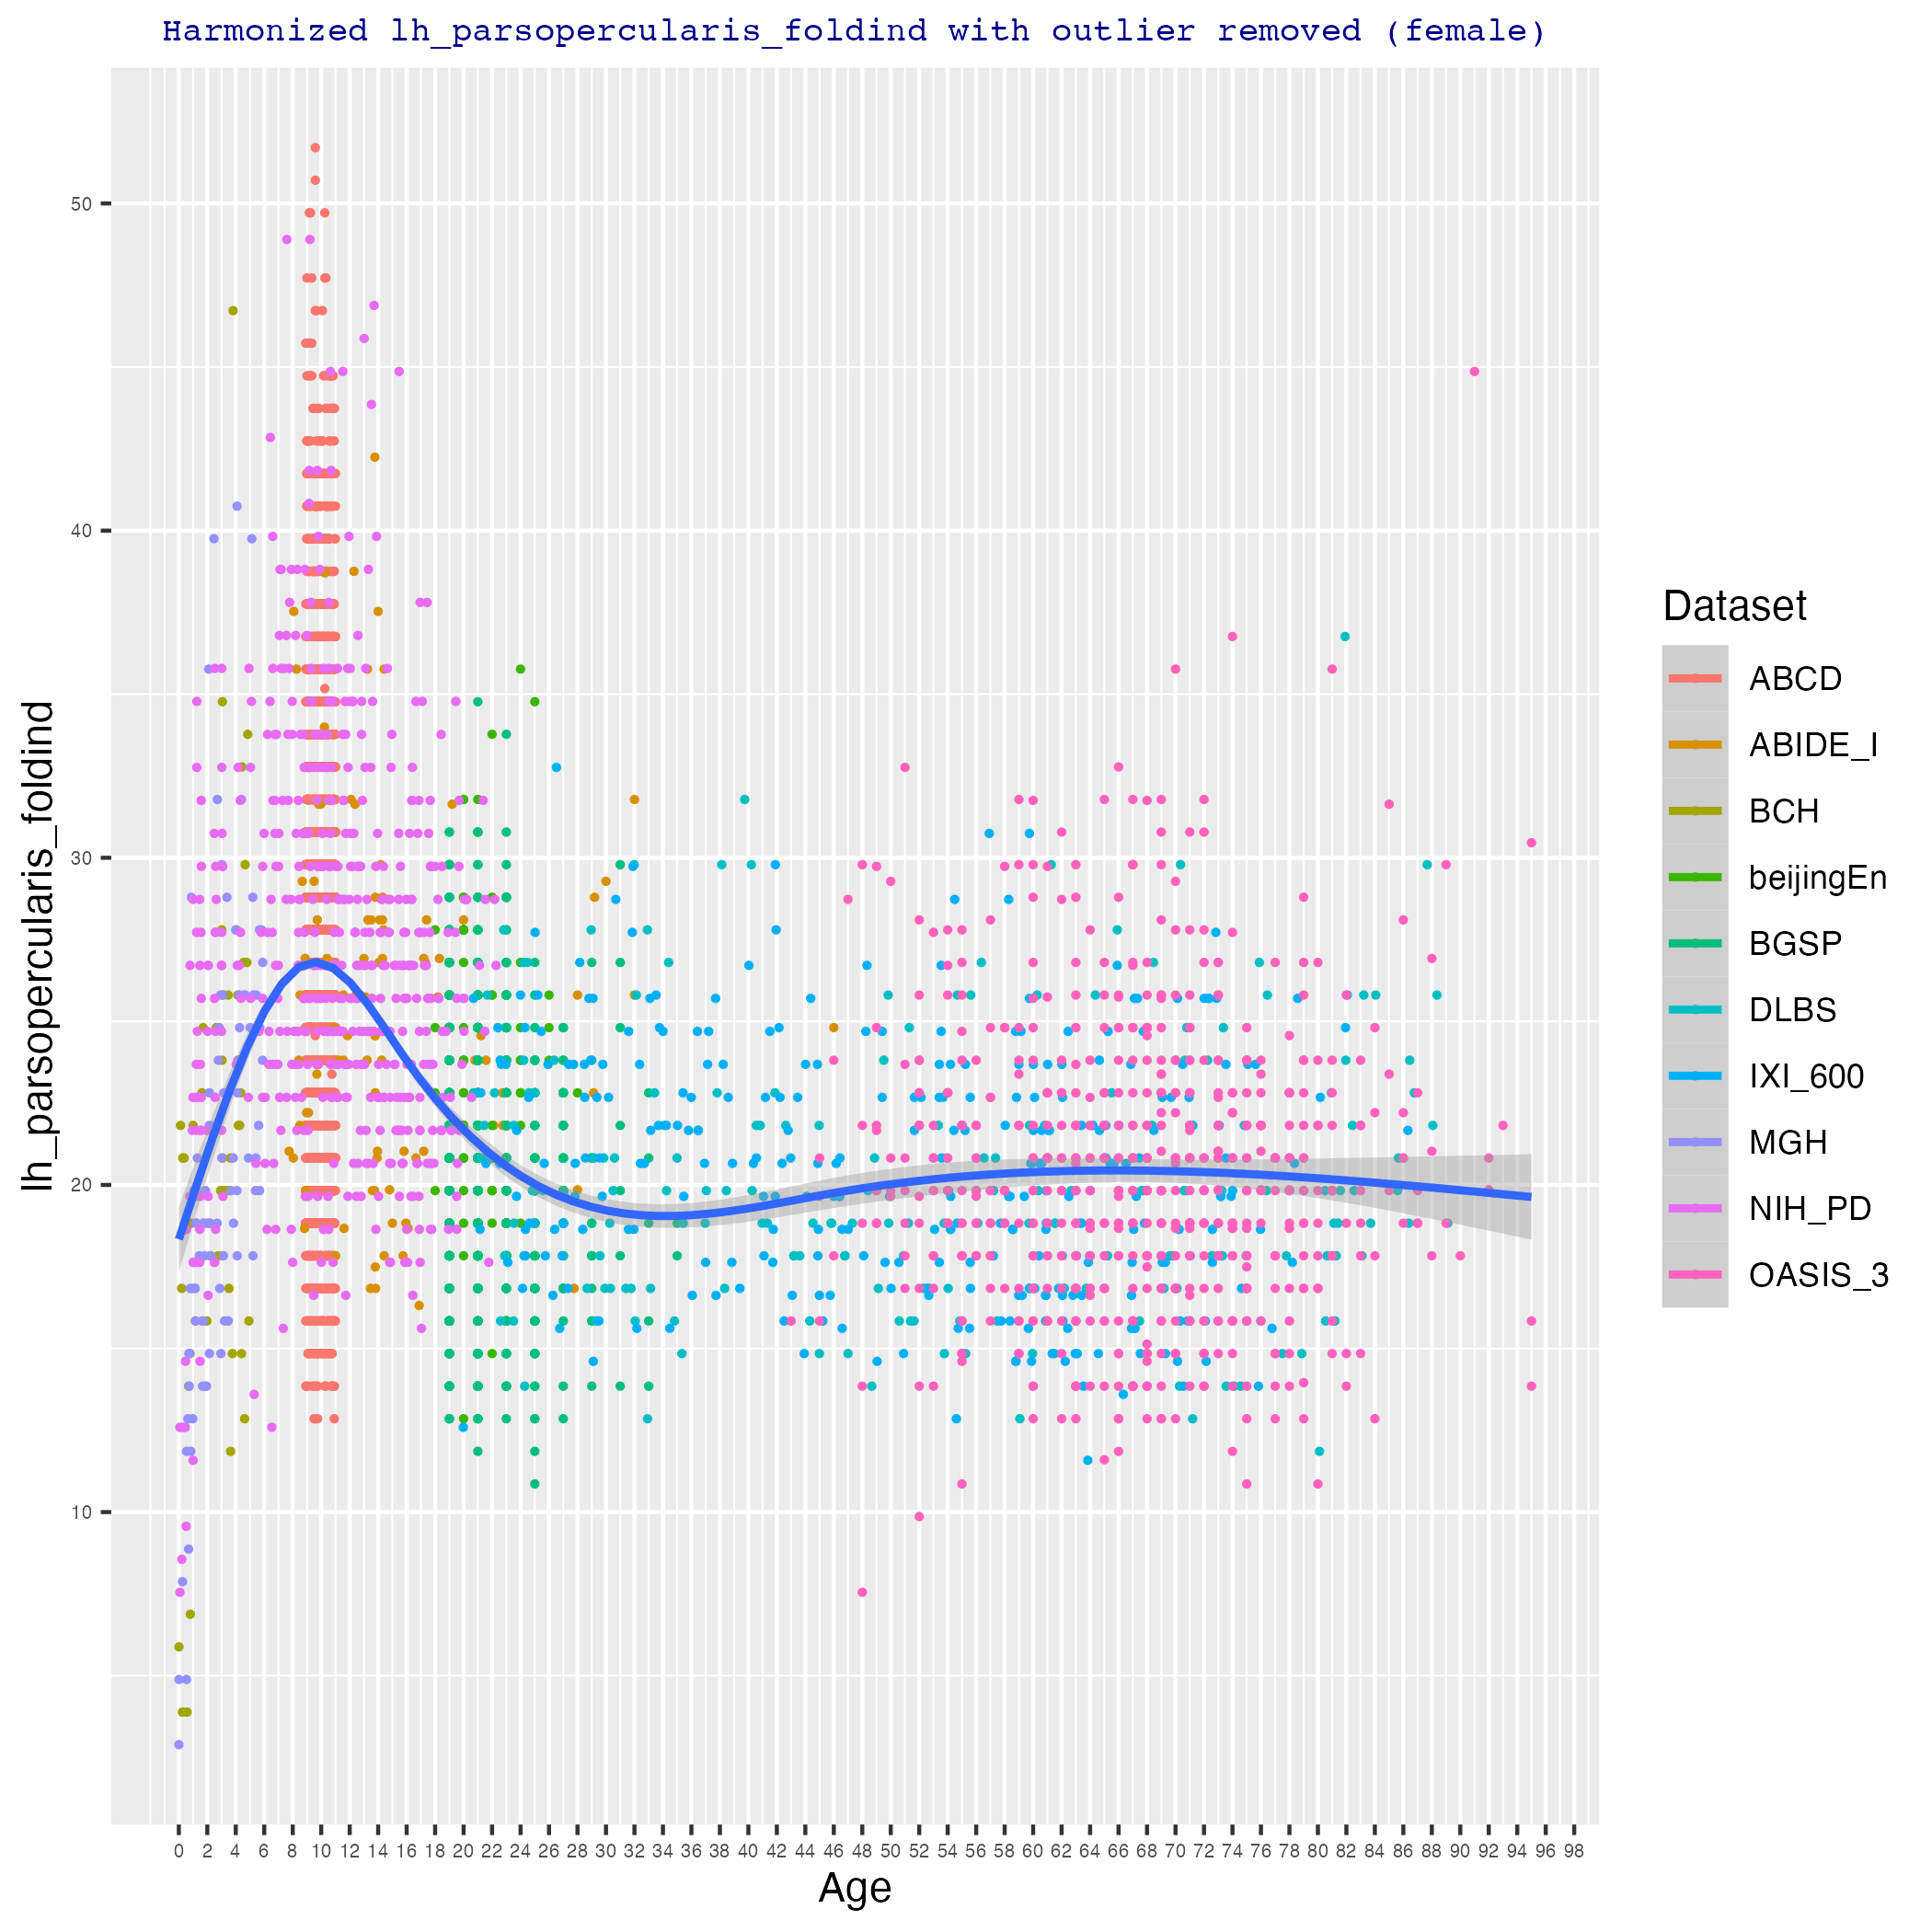 Harmonized lh_parsopercularis_foldind with outlier removed (female)
lh_parsopercularis_foldind
50
40
30
20
10
0 2 4 6 8 10 12 14 16 18 20 22 24 26 28 30 32 34 36 38 40 42 44 46 48 50 52 54 56 58 60 62 64 66 68 70 72 74 76 78 80 82 84 86 88 90 92 94 96 98
Age
Dataset
ABCD
ABIDE_I
BCH
beijingEn
BGSP
DLBS
IXI_600
MGH
NIH_PD
OASIS_3